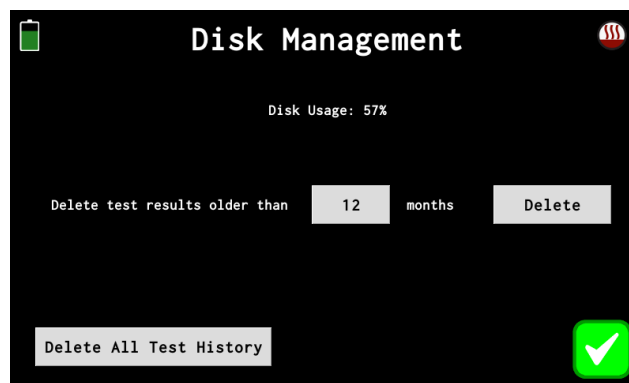 Disk Management
Disk Usage: 57%
Delete test results older than 12 months Delete
Delete All Test History